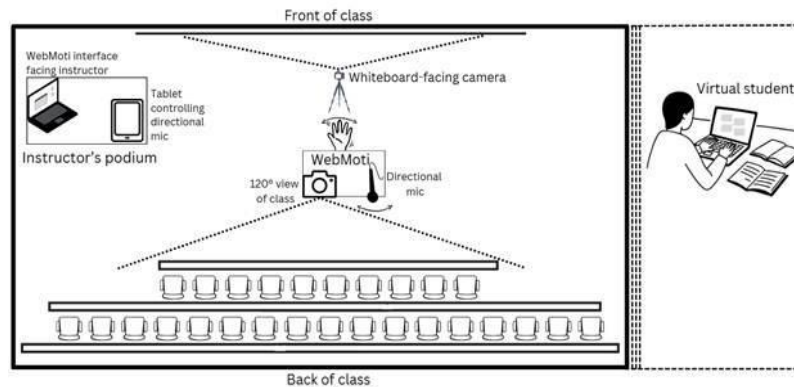 Front of class
WebMoti interface
facing instructor
Tablet
controlling
directional
mic
Instructor's podium
Whiteboard-facing camera
WebMoti
120° view
of class
Directional
mic
Virtual student
Back of class